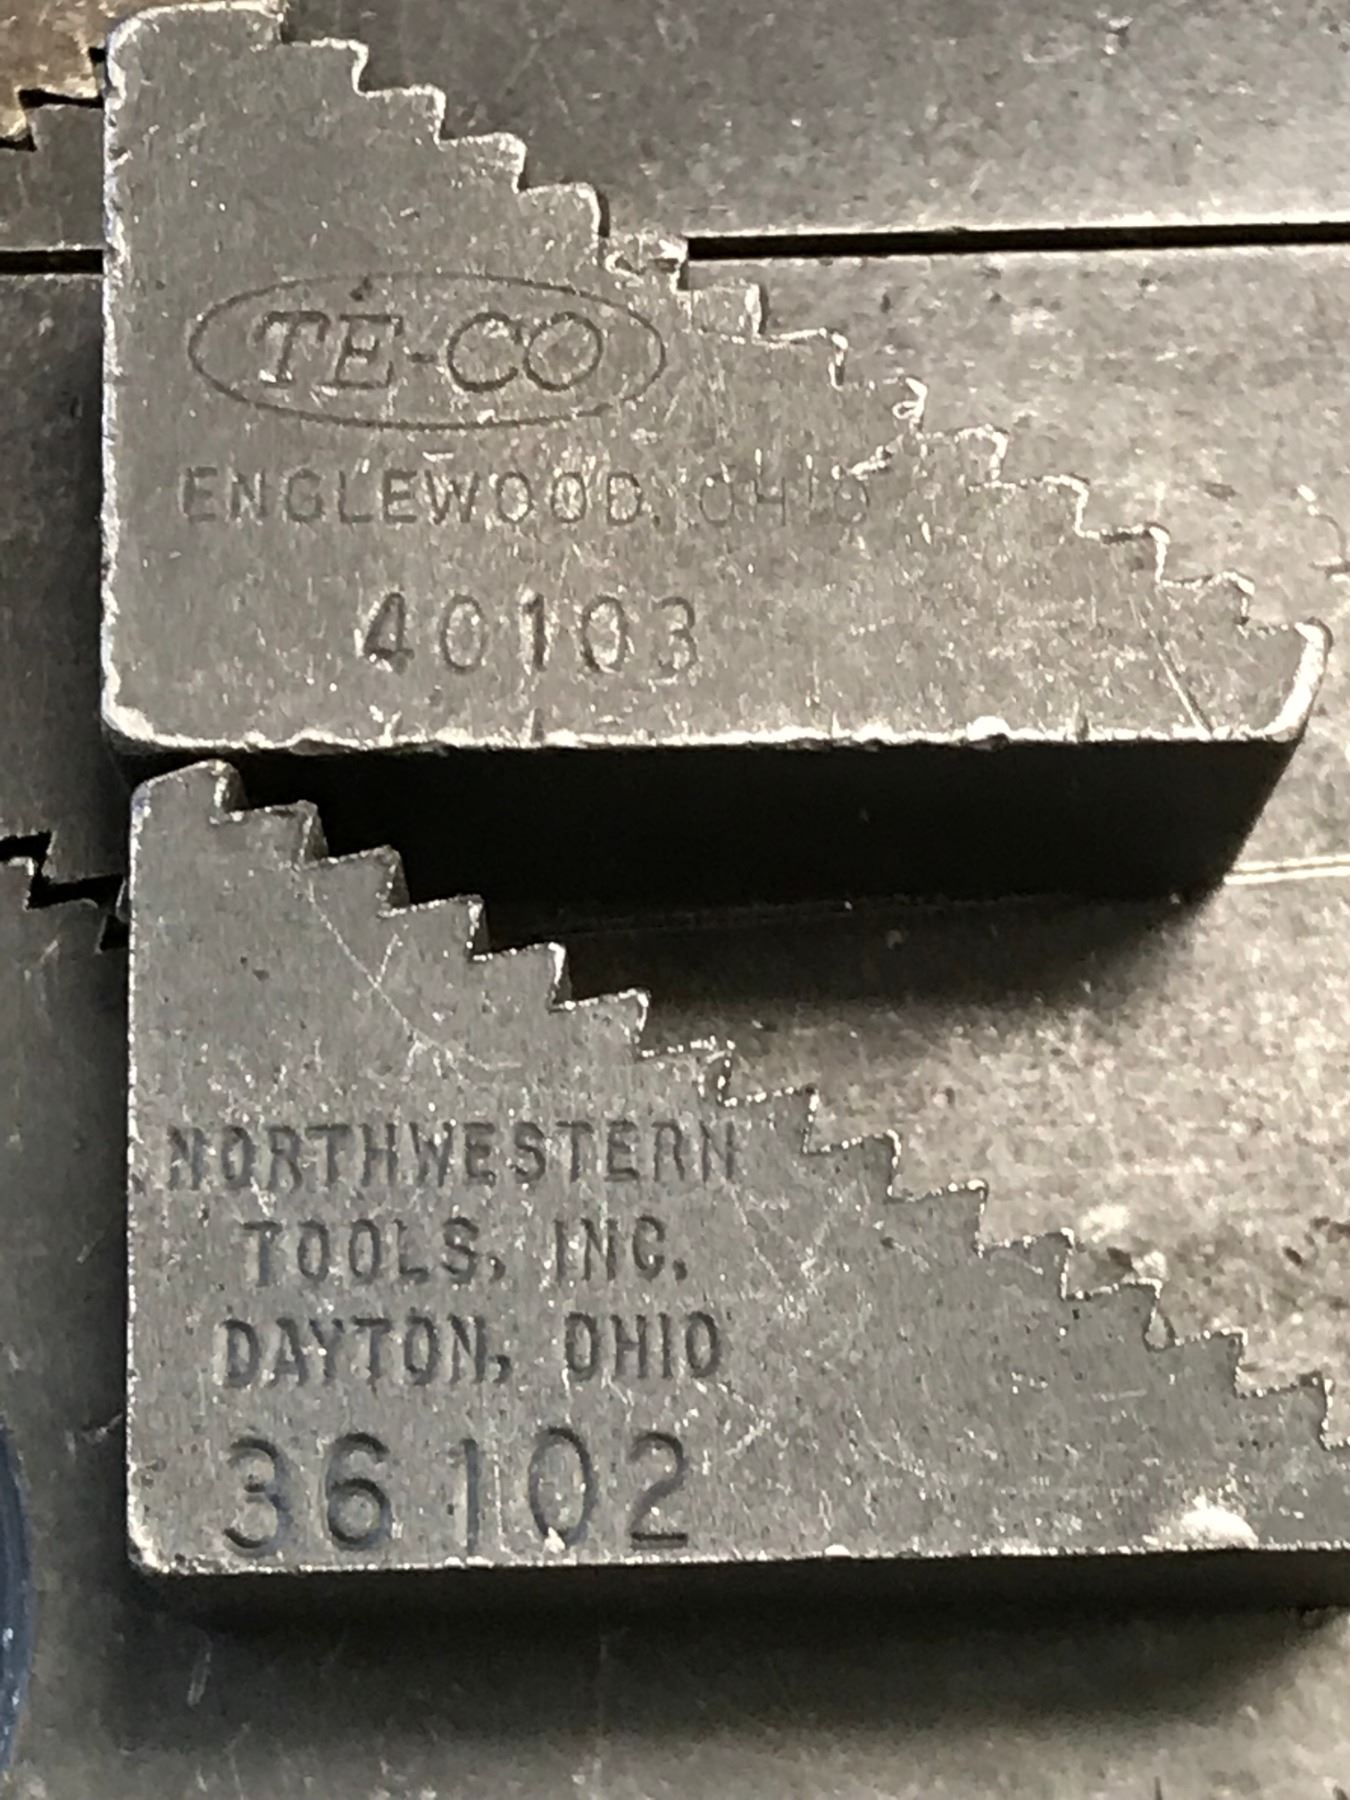 TE-CO
ENGLEWOOD, OHIO
40103
NORTHWESTERN
TOOLS, INC.
DAYTON, OHIO
36102